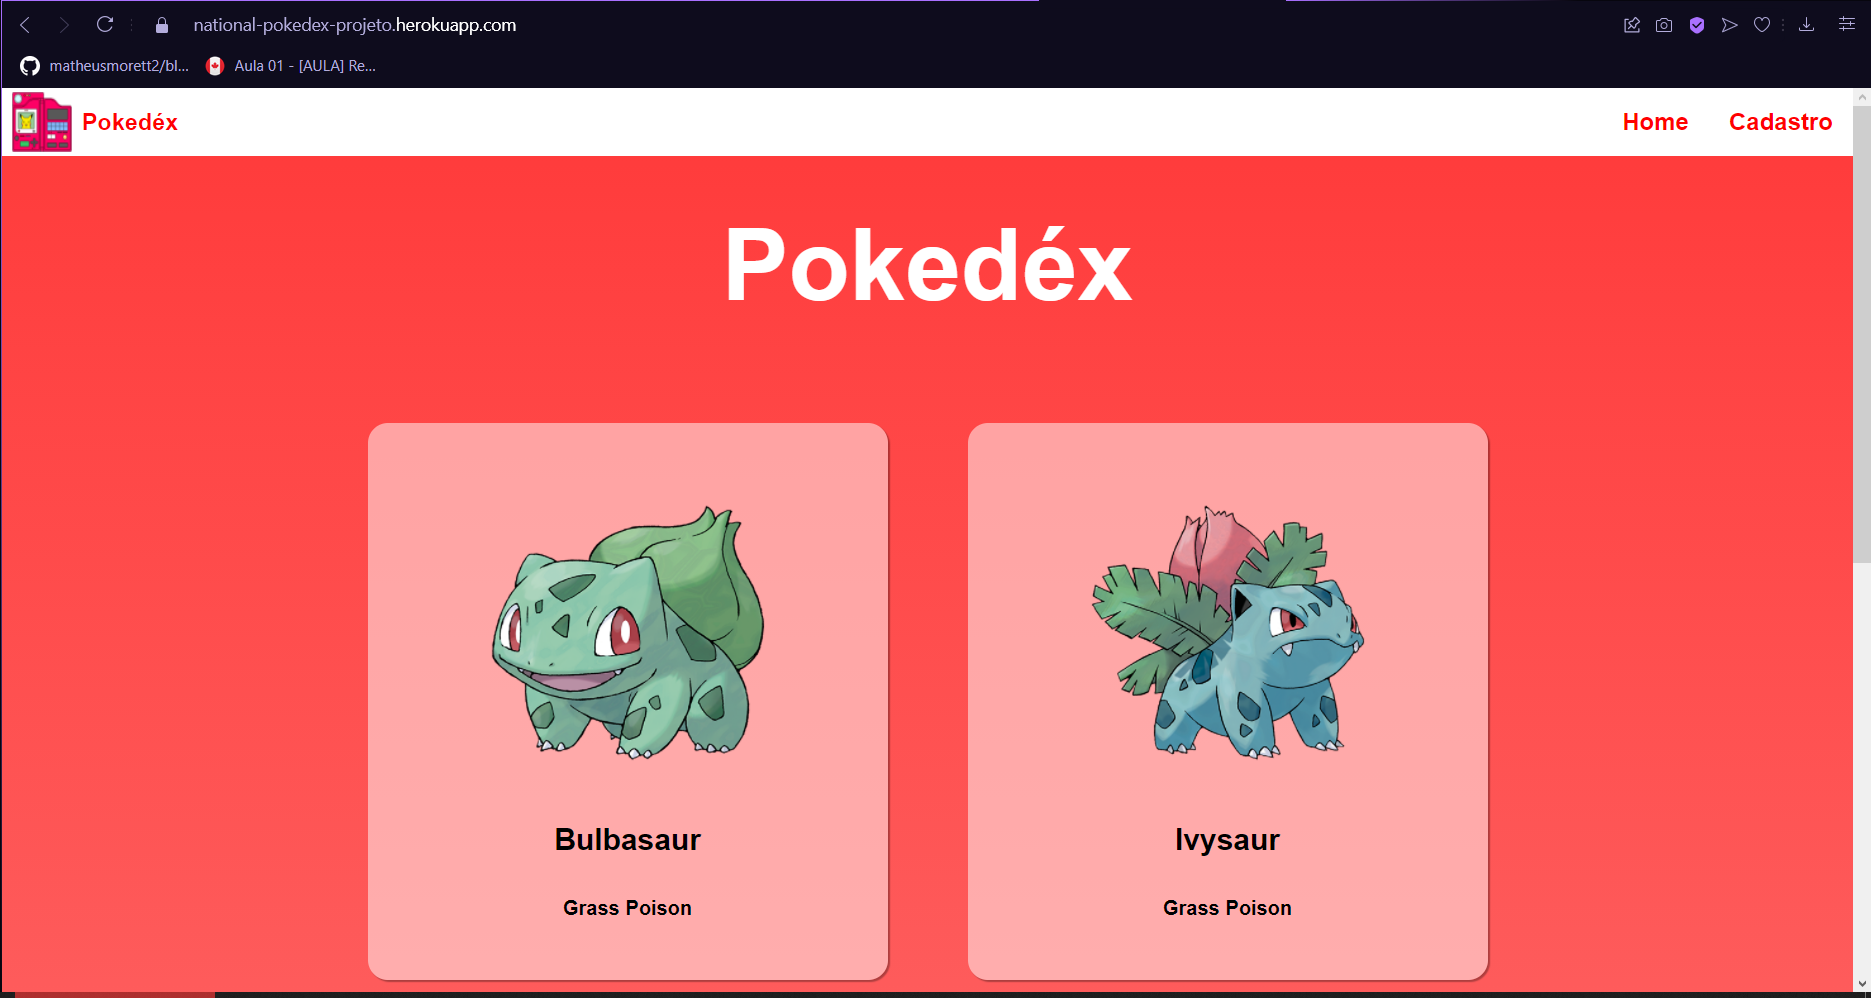 national-pokedex-projeto.herokuapp.com
matheusmorett2/bl... Aula 01 - [AULA] Re...
Pokedéx Home Cadastro
Pokedéx
Bulbasaur
Grass Poison
Ivysaur
Grass Poison